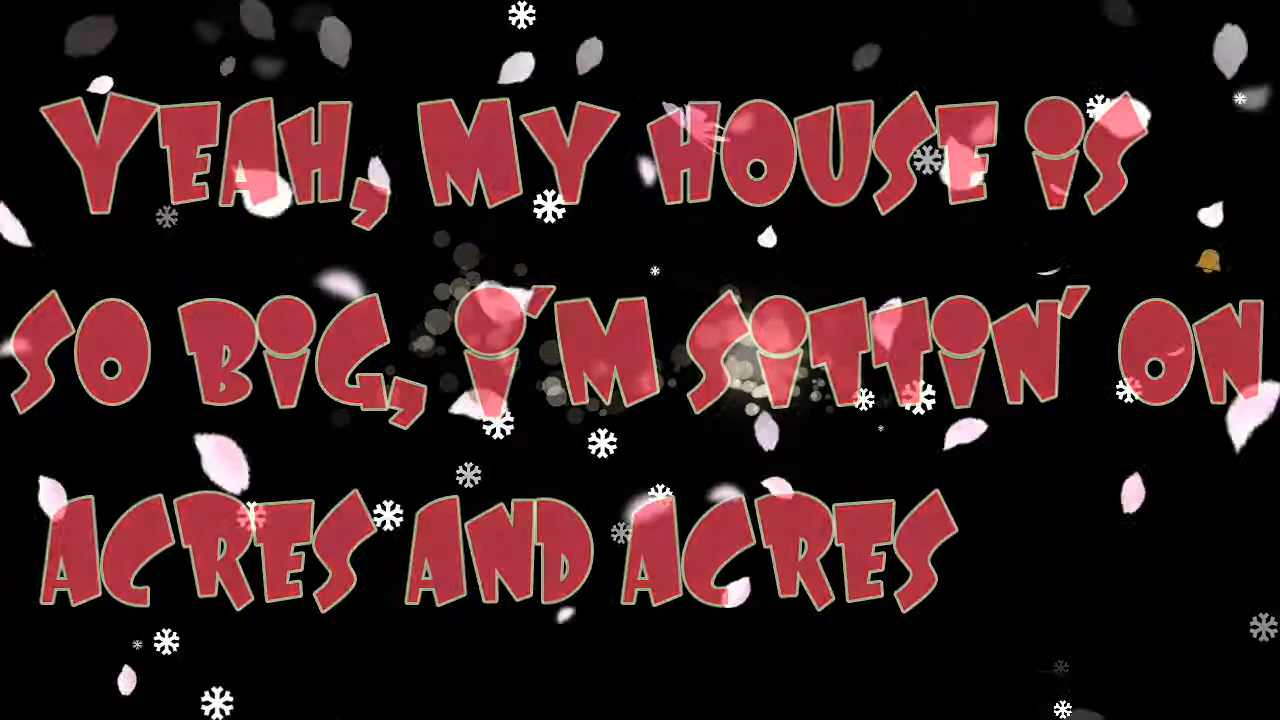 Yeah, my house is
so big, i'm sittin' on
acres and acres